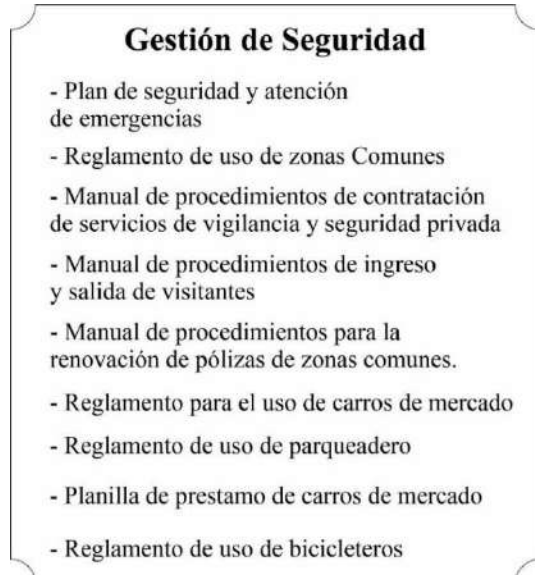 Gestión de Seguridad
- Plan de seguridad y atención
de emergencias
- Reglamento de uso de zonas Comunes
- Manual de procedimientos de contratación
de servicios de vigilancia y seguridad privada
- Manual de procedimientos de ingreso
y salida de visitantes
- Manual de procedimientos para la
renovación de pólizas de zonas comunes.
- Reglamento para el uso de carros de mercado
- Reglamento de uso de parqueadero
- Planilla de prestamo de carros de mercado
- Reglamento de uso de bicicleteros